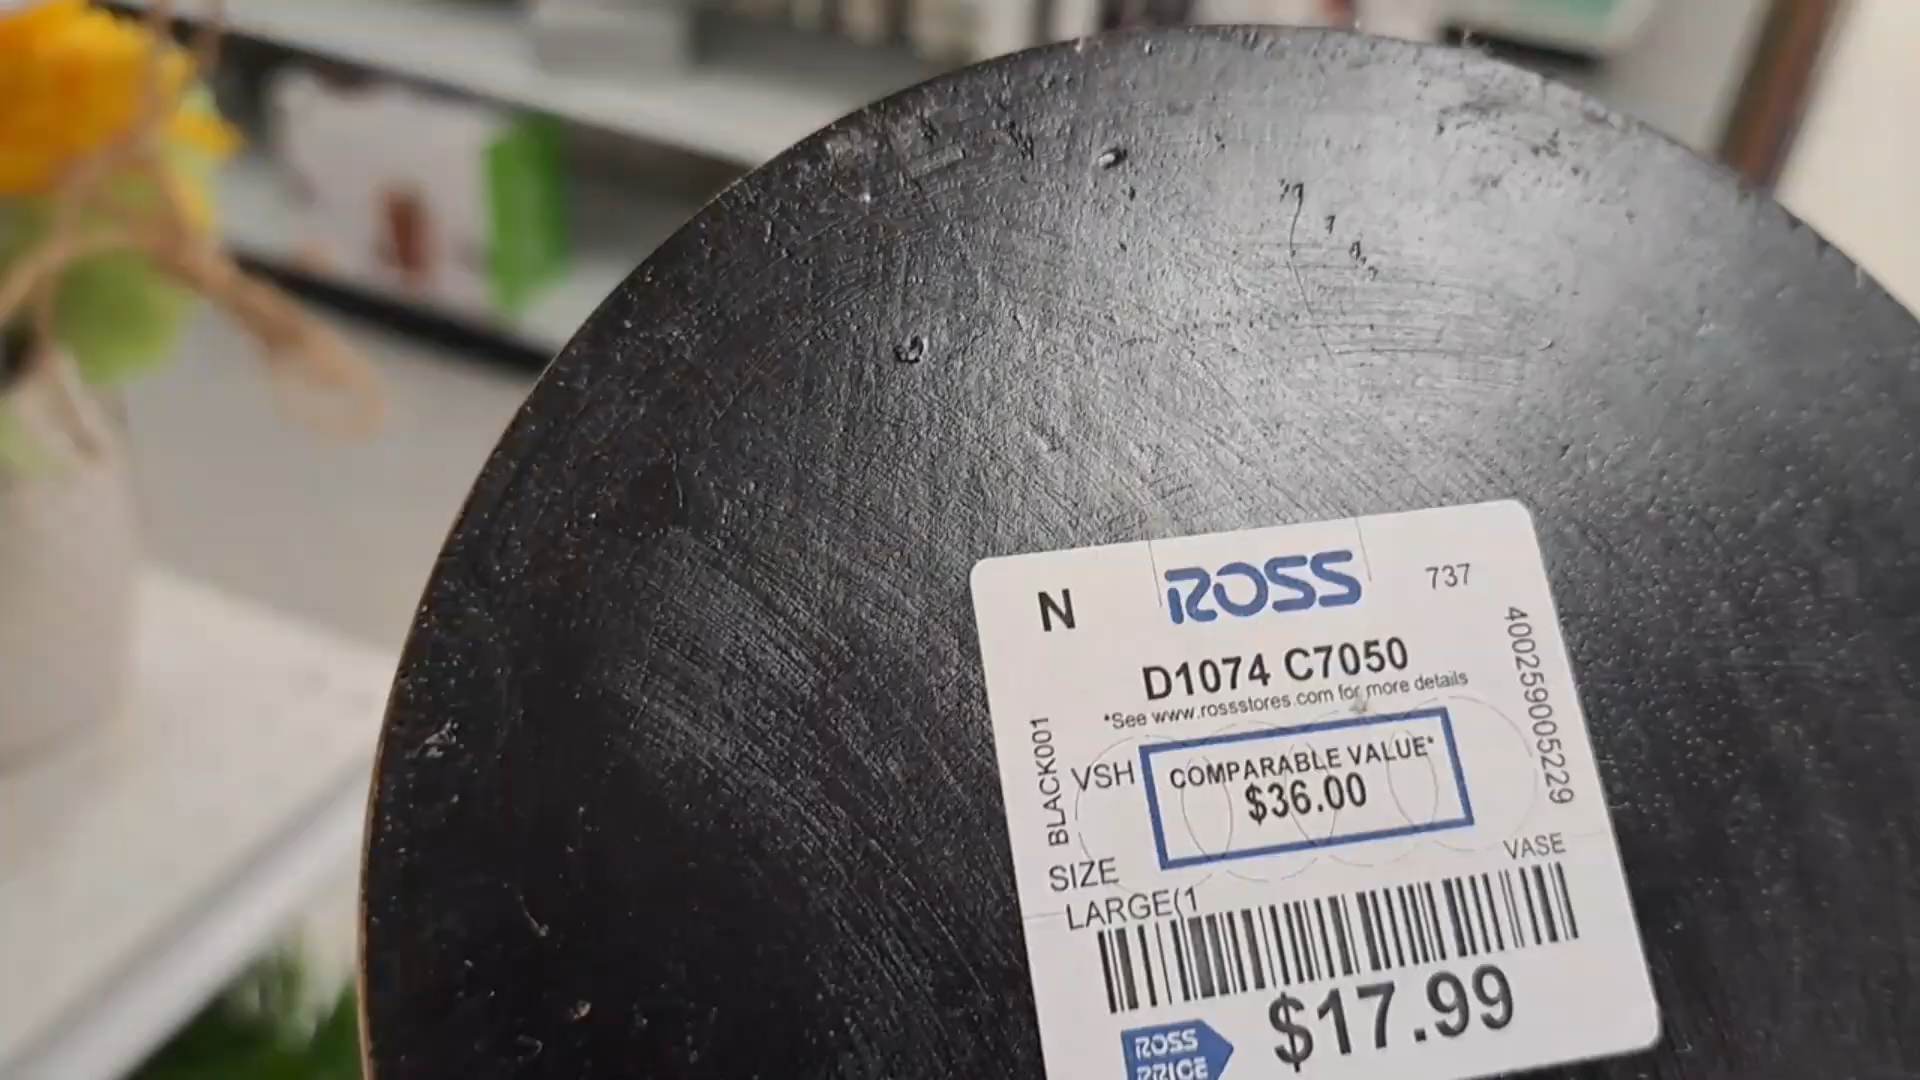 N ROSS 737
D1074 C7050
*See www.rossstores.com for more details
400259005229
BLACK001
VSH
COMPARABLE VALUE*
$36.00
SIZE
VASE
LARGE(1
$17.99
ROSS
PRICE